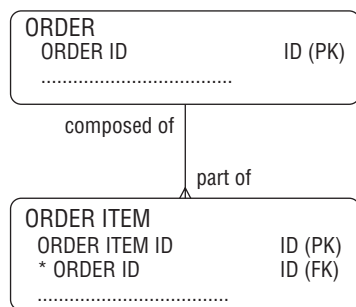 ORDER
ORDER ID ID (PK)
...................................
composed of
part of
ORDER ITEM
ORDER ITEM ID ID (PK)
* ORDER ID ID (FK)
...................................